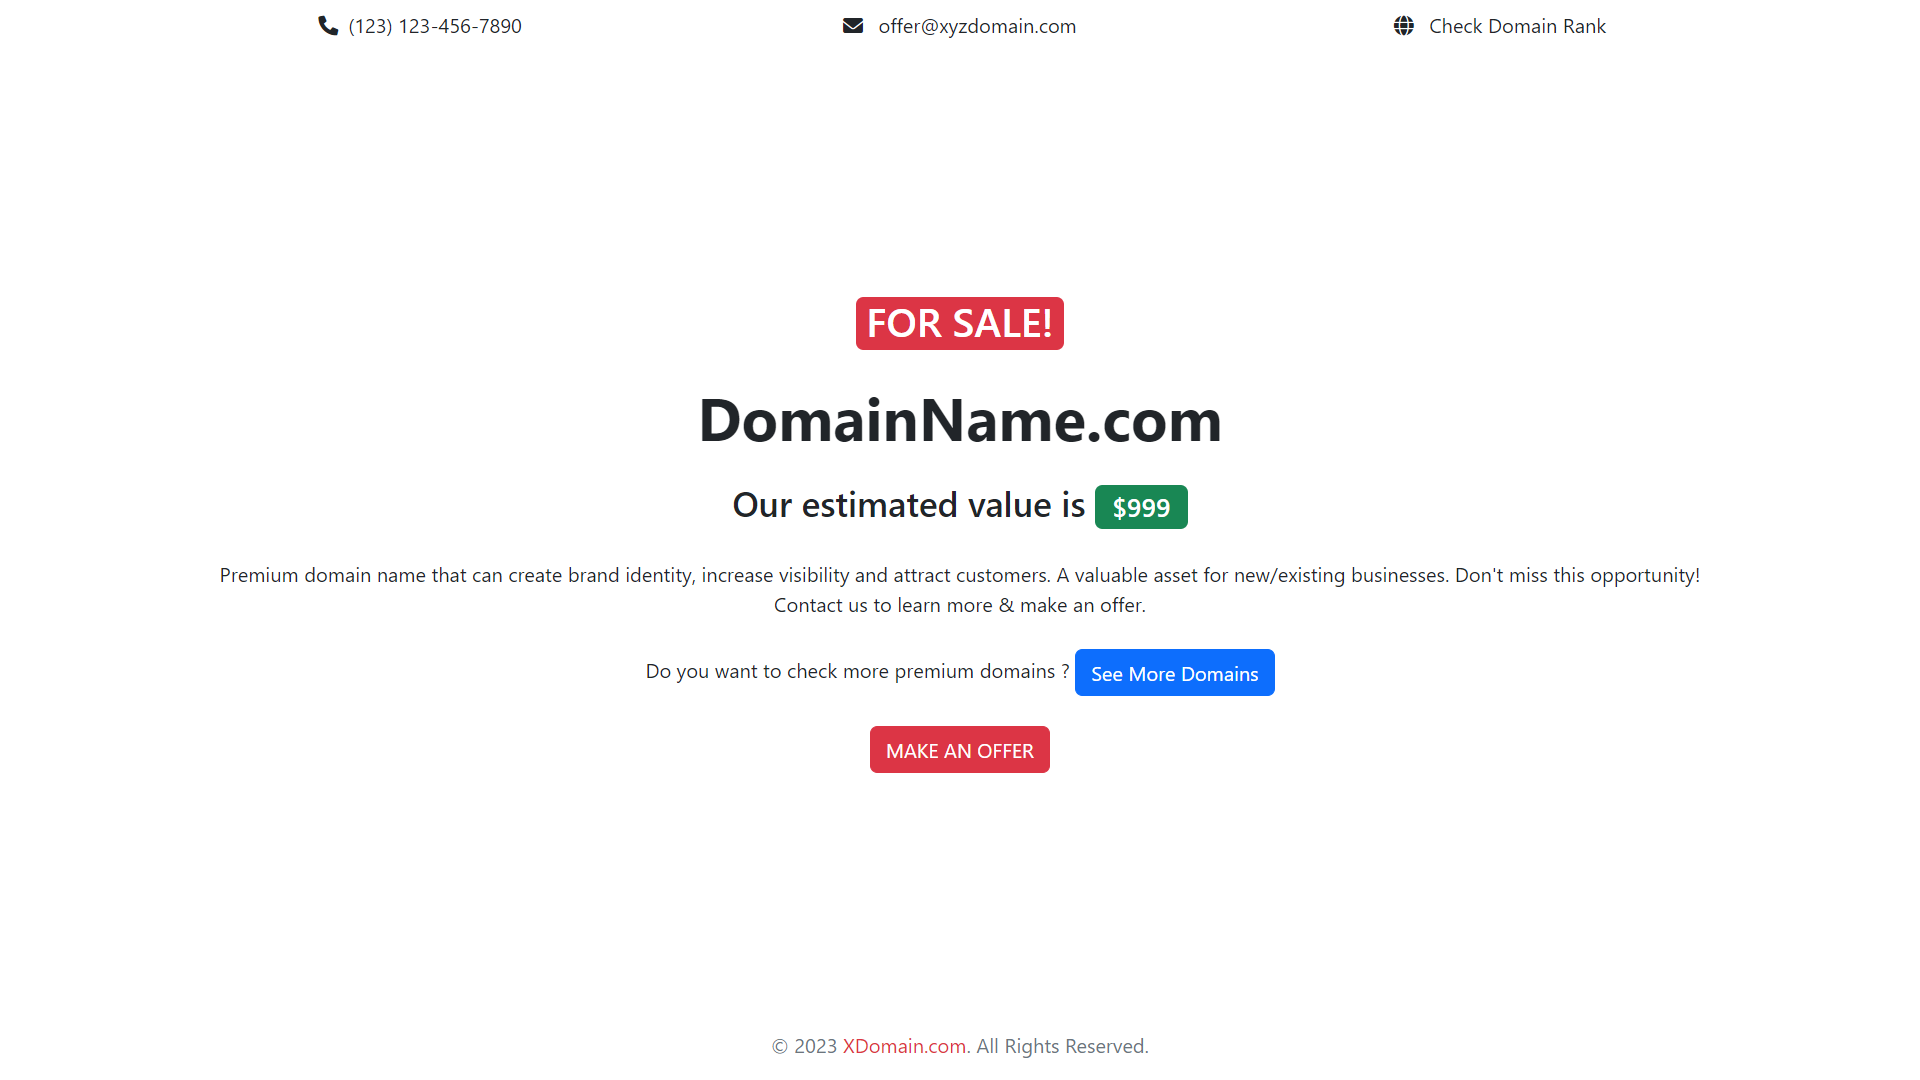 (123) 123-456-7890
offer@xyzdomain.com
Check Domain Rank
FOR SALE!
DomainName.com
Our estimated value is $999
Premium domain name that can create brand identity, increase visibility and attract customers. A valuable asset for new/existing businesses. Don't miss this opportunity!
Contact us to learn more & make an offer.
Do you want to check more premium domains ? See More Domains
MAKE AN OFFER
© 2023 XDomain.com. All Rights Reserved.